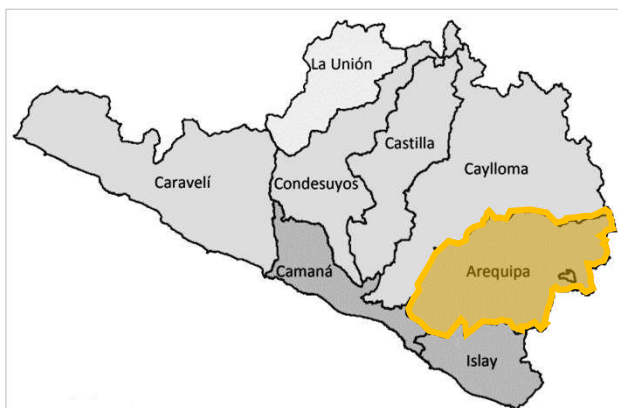 La Unión
Castilla
Caylloma
Caravelí
Condesuyos
Camaná
Arequipa
Islay